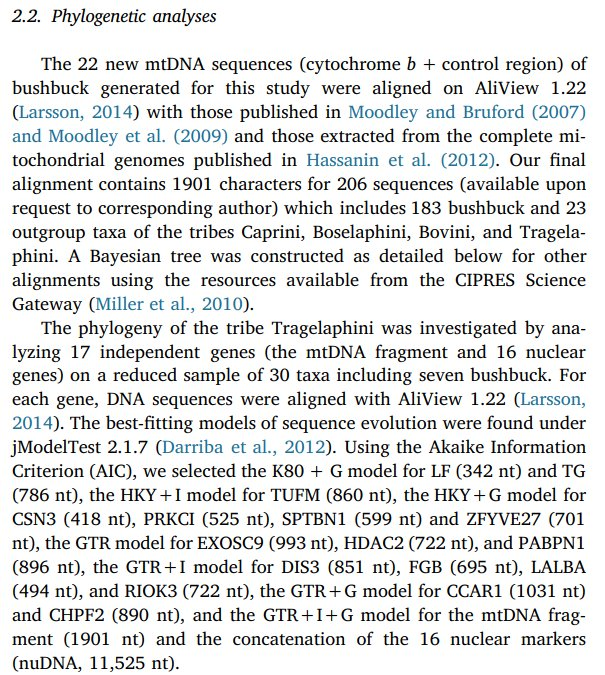 2.2. Phylogenetic analyses
The 22 new mtDNA sequences (cytochrome b + control region) of
bushbuck generated for this study were aligned on AliView 1.22
(Larsson, 2014) with those published in Moodley and Bruford (2007)
and Moodley et al. (2009) and those extracted from the complete mi-
tochondrial genomes published in Hassanin et al. (2012). Our final
alignment contains 1901 characters for 206 sequences (available upon
request to corresponding author) which includes 183 bushbuck and 23
outgroup taxa of the tribes Caprini, Boselaphini, Bovini, and Tragela-
phini. A Bayesian tree was constructed as detailed below for other
alignments using the resources available from the CIPRES Science
Gateway (Miller et al., 2010).
The phylogeny of the tribe Tragelaphini was investigated by ana-
lyzing 17 independent genes (the mtDNA fragment and 16 nuclear
genes) on a reduced sample of 30 taxa including seven bushbuck. For
each gene, DNA sequences were aligned with AliView 1.22 (Larsson,
2014). The best-fitting models of sequence evolution were found under
jModelTest 2.1.7 (Darriba et al., 2012). Using the Akaike Information
Criterion (AIC), we selected the K80 + G model for LF (342 nt) and TG
(786 nt), the HKY+I model for TUFM (860 nt), the HKY+G model for
CSN3 (418 nt), PRKCI (525 nt), SPTBN1 (599 nt) and ZFYVE27 (701
nt), the GTR model for EXOSC9 (993 nt), HDAC2 (722 nt), and PABPN1
(896 nt), the GTR+I model for DIS3 (851 nt), FGB (695 nt), LALBA
(494 nt), and RIOK3 (722 nt), the GTR+G model for CCAR1 (1031 nt)
and CHPF2 (890 nt), and the GTR+I+G model for the mtDNA frag-
ment (1901 nt) and the concatenation of the 16 nuclear markers
(nuDNA, 11,525 nt).